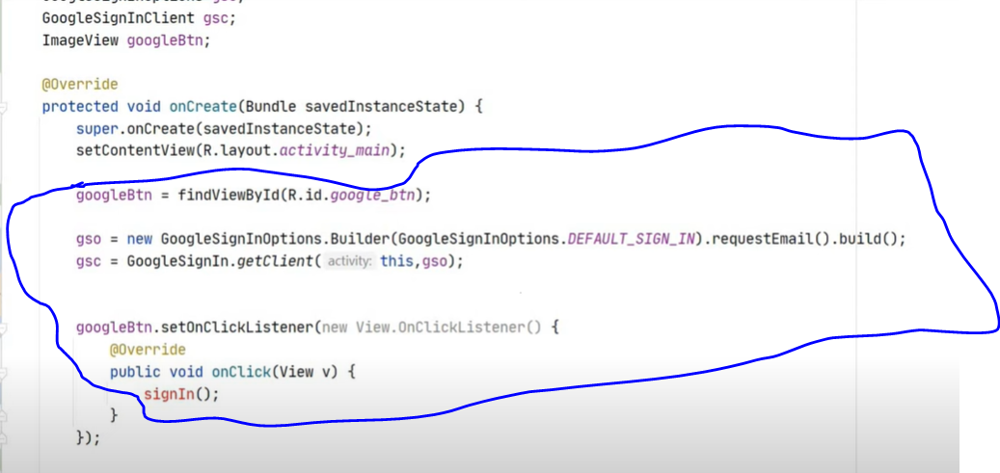 GoogleSignInClient gsc;
ImageView googleBtn;
@Override
protected void onCreate(Bundle savedInstanceState) {
super.onCreate(savedInstanceState);
setContentView(R.layout.activity_main);
googleBtn = findViewById(R.id.google_btn);
gso = new GoogleSignInOptions.Builder(GoogleSignInOptions.DEFAULT_SIGN_IN).requestEmail().build();
gsc = GoogleSignIn.getClient( activity: this,gso);
googleBtn.setOnClickListener(new View.OnClickListener() {
@Override
public void onClick(View v) {
signIn();
}
});